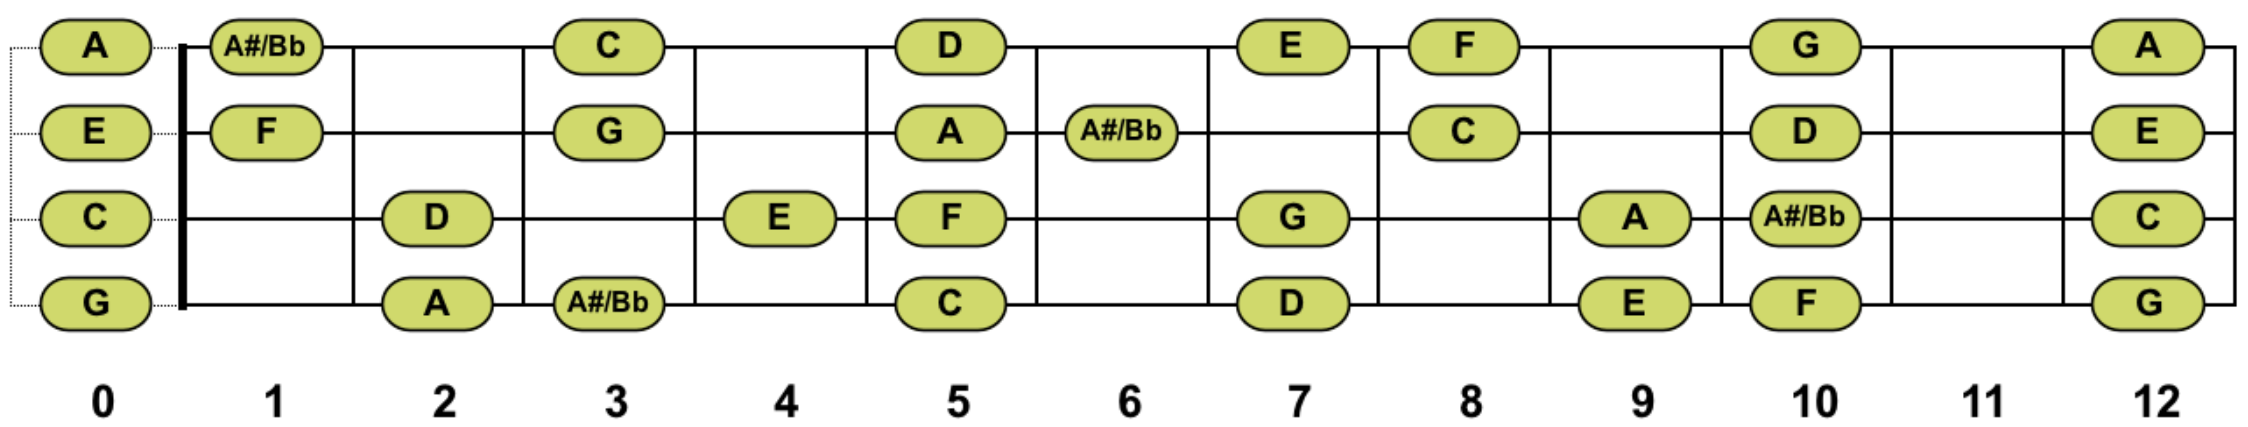 A A#/Bb C D E F G A
E F G A A#/Bb C D E
C D E F G A A#/Bb C
G A A#/Bb C D E F G
0 1 2 3 4 5 6 7 8 9 10 11 12